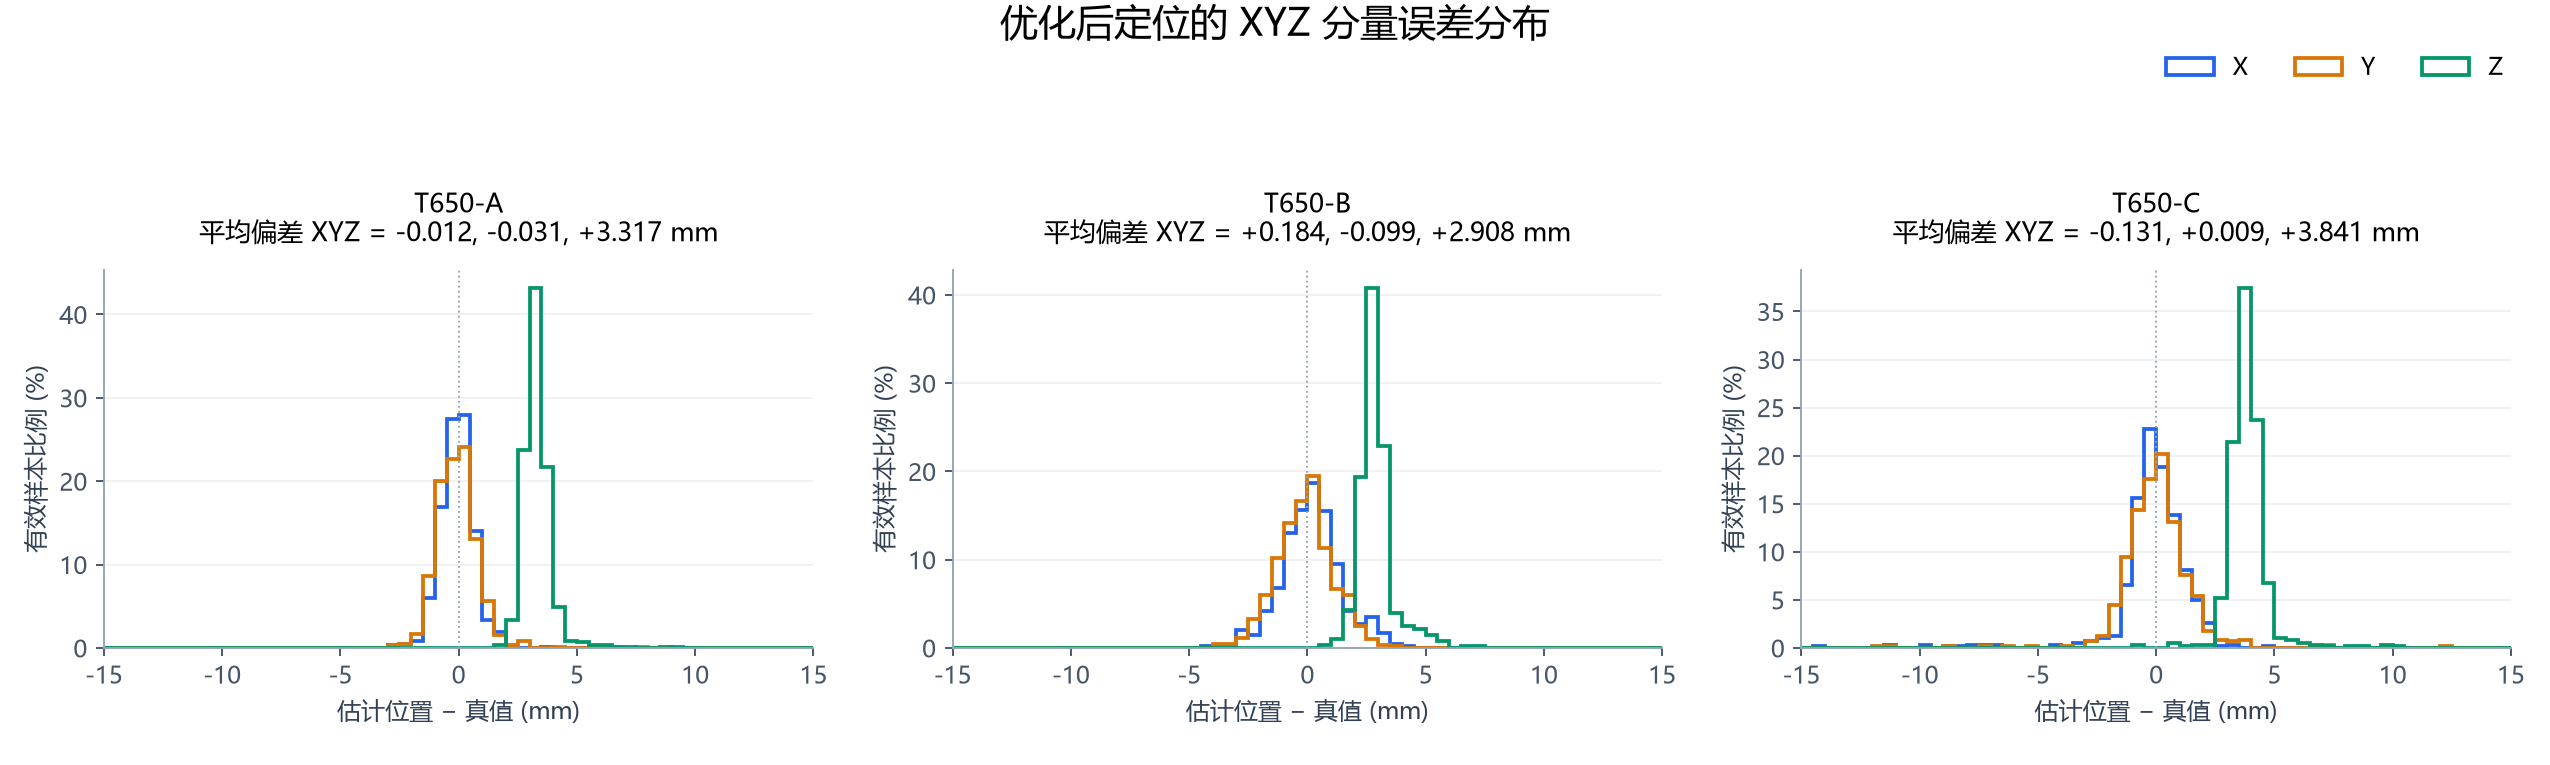 优化后定位的 XYZ 分量误差分布
X
Y
Z
T650-A
平均偏差 XYZ = -0.012, -0.031, +3.317 mm
有效样本比例 (%)
40
30
20
10
0
-15
-10
-5
0
5
10
15
估计位置 − 真值 (mm)
T650-B
平均偏差 XYZ = +0.184, -0.099, +2.908 mm
有效样本比例 (%)
40
30
20
10
0
-15
-10
-5
0
5
10
15
估计位置 − 真值 (mm)
T650-C
平均偏差 XYZ = -0.131, +0.009, +3.841 mm
有效样本比例 (%)
35
30
25
20
15
10
5
0
-15
-10
-5
0
5
10
15
估计位置 − 真值 (mm)